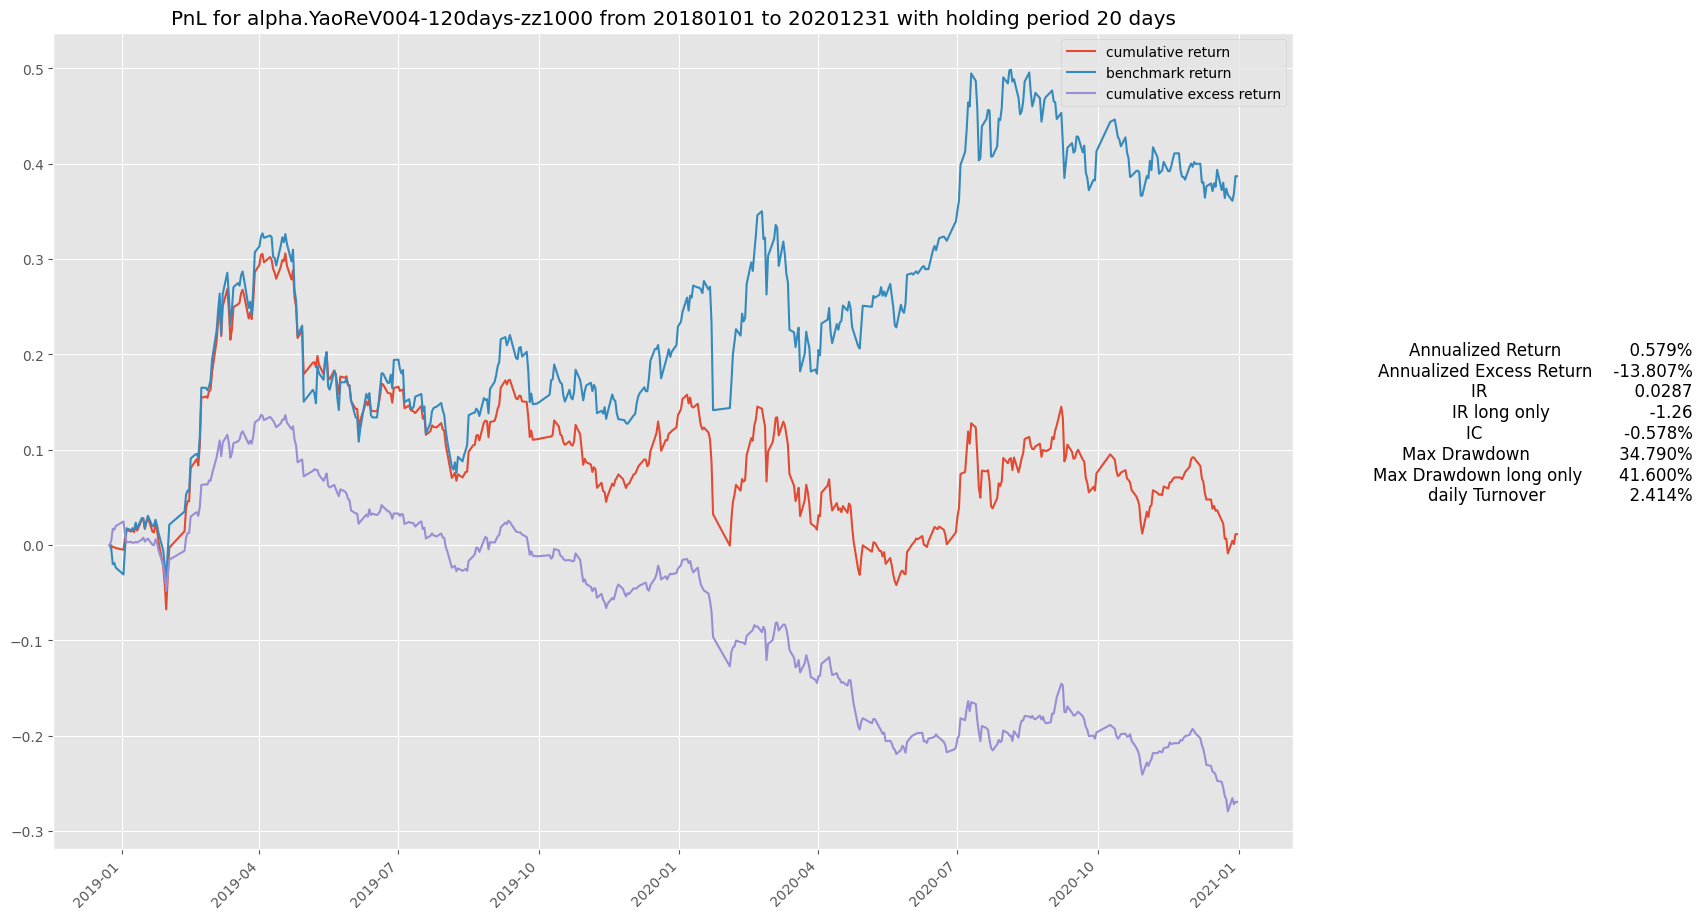 PnL for alpha.YaoReV004-120days-zz1000 from 20180101 to 20201231 with holding period 20 days
cumulative return
benchmark return
cumulative excess return
0.5
0.4
0.3
0.2
0.1
0.0
−0.1
−0.2
−0.3
2019-01
2019-04
2019-07
2019-10
2020-01
2020-04
2020-07
2020-10
2021-01
Annualized Return 0.579%
Annualized Excess Return -13.807%
IR 0.0287
IR long only -1.26
IC -0.578%
Max Drawdown 34.790%
Max Drawdown long only 41.600%
daily Turnover 2.414%